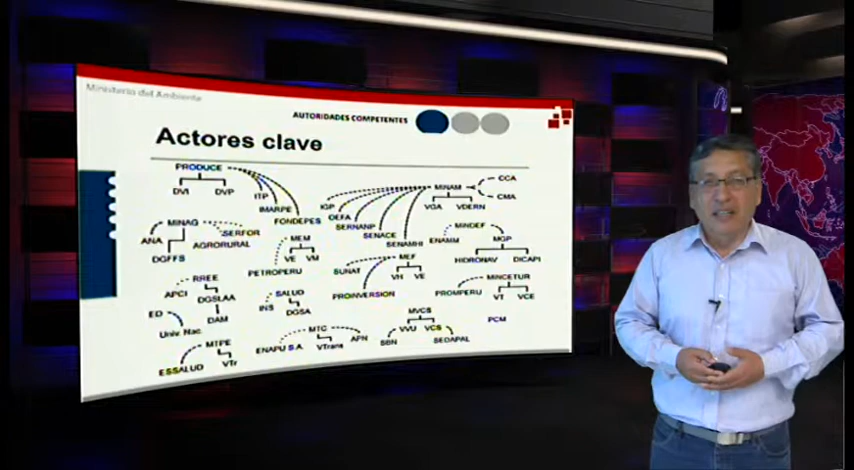 Ministerio del Ambiente
AUTORIDADES COMPETENTES
Actores clave
PRODUCE
DVI DVP ITP
IMARPE
FONDEPES
MINAM CCA
CMA
IGP VGA VDERN
OEFA
SERNANP
SENACE
SENAMHI
MINAG
ANA SERFOR
AGRORURAL
DGFFS
MEM
VE VM
PETROPERU
MINDEF
ENAMM MGP
HIDRONAV DICAPI
SUNAT MEF
VH VE
PROINVERSION
MINCETUR
PROMPERU VT VCE
RREE
APCI DGSLAA
DAM
SALUD
INS DGSA
ED
Univ. Nac.
MTPE
ESSALUD VTr
MTC
ENAPU S.A. VTrans APN
MVCS
VVU VCS
SBN SEDAPAL
PCM